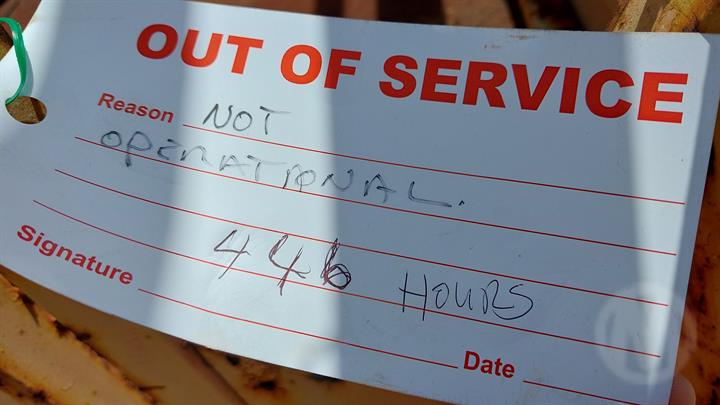 OUT OF SERVICE
Reason NOT
OPERATIONAL.
446 HOURS
Signature
Date